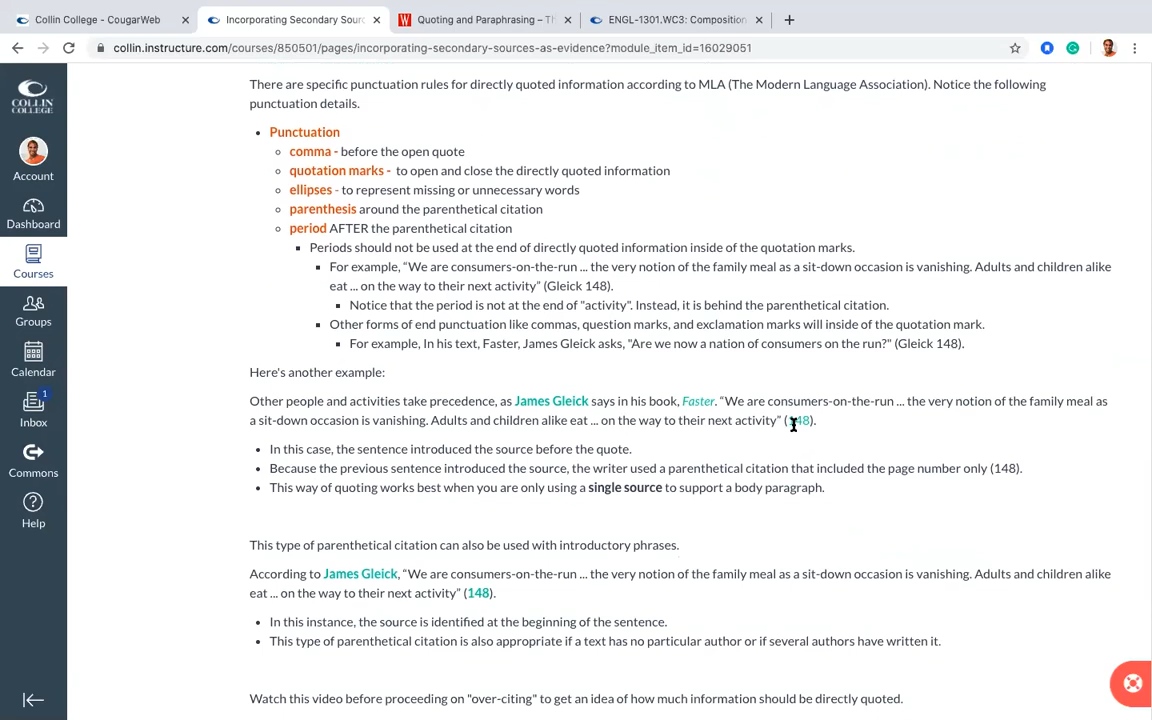 Collin College - CougarWeb
Incorporating Secondary Sourc
Quoting and Paraphrasing – Th
ENGL-1301.WC3: Composition
collin.instructure.com/courses/850501/pages/incorporating-secondary-sources-as-evidence?module_item_id=16029051
COLLIN
COLLEGE
Account
Dashboard
Courses
Groups
Calendar
1
Inbox
Commons
Help
There are specific punctuation rules for directly quoted information according to MLA (The Modern Language Association). Notice the following
punctuation details.
Punctuation
comma - before the open quote
quotation marks - to open and close the directly quoted information
ellipses - to represent missing or unnecessary words
parenthesis around the parenthetical citation
period AFTER the parenthetical citation
Periods should not be used at the end of directly quoted information inside of the quotation marks.
For example, “We are consumers-on-the-run ... the very notion of the family meal as a sit-down occasion is vanishing. Adults and children alike
eat ... on the way to their next activity” (Gleick 148).
Notice that the period is not at the end of "activity". Instead, it is behind the parenthetical citation.
Other forms of end punctuation like commas, question marks, and exclamation marks will inside of the quotation mark.
For example, In his text, Faster, James Gleick asks, "Are we now a nation of consumers on the run?" (Gleick 148).
Here's another example:
Other people and activities take precedence, as James Gleick says in his book, Faster. “We are consumers-on-the-run ... the very notion of the family meal as
a sit-down occasion is vanishing. Adults and children alike eat ... on the way to their next activity” (148).
In this case, the sentence introduced the source before the quote.
Because the previous sentence introduced the source, the writer used a parenthetical citation that included the page number only (148).
This way of quoting works best when you are only using a single source to support a body paragraph.
This type of parenthetical citation can also be used with introductory phrases.
According to James Gleick, “We are consumers-on-the-run ... the very notion of the family meal as a sit-down occasion is vanishing. Adults and children alike
eat ... on the way to their next activity” (148).
In this instance, the source is identified at the beginning of the sentence.
This type of parenthetical citation is also appropriate if a text has no particular author or if several authors have written it.
Watch this video before proceeding on "over-citing" to get an idea of how much information should be directly quoted.